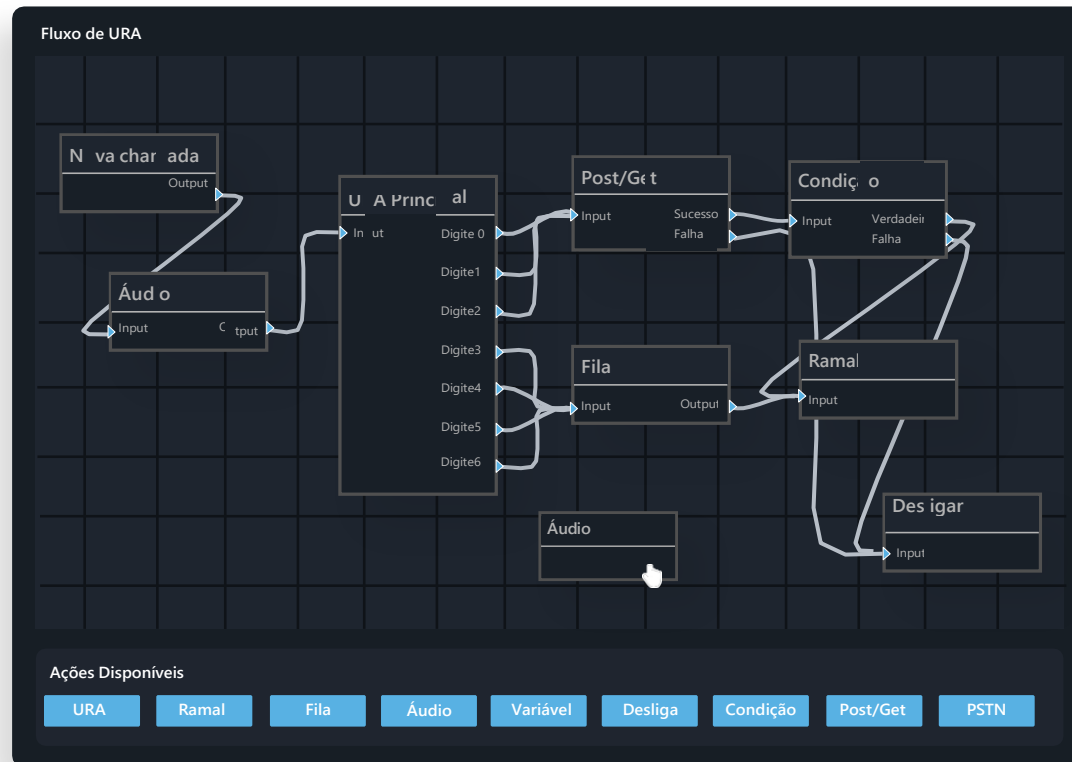 Fluxo de URA
N va char ada
Output
Áud o
Input
C tput
U A Princ al
In ut
Digite 0
Digite1
Digite2
Digite3
Digite4
Digite5
Digite6
Post/Ge t
Input
Sucesso
Falha
Condiç o
Input
Verdadeir
Falha
Fila
Input
Output
Ramal
Input
Áudio
Des igar
Input
Ações Disponíveis
URA
Ramal
Fila
Áudio
Variável
Desliga
Condição
Post/Get
PSTN